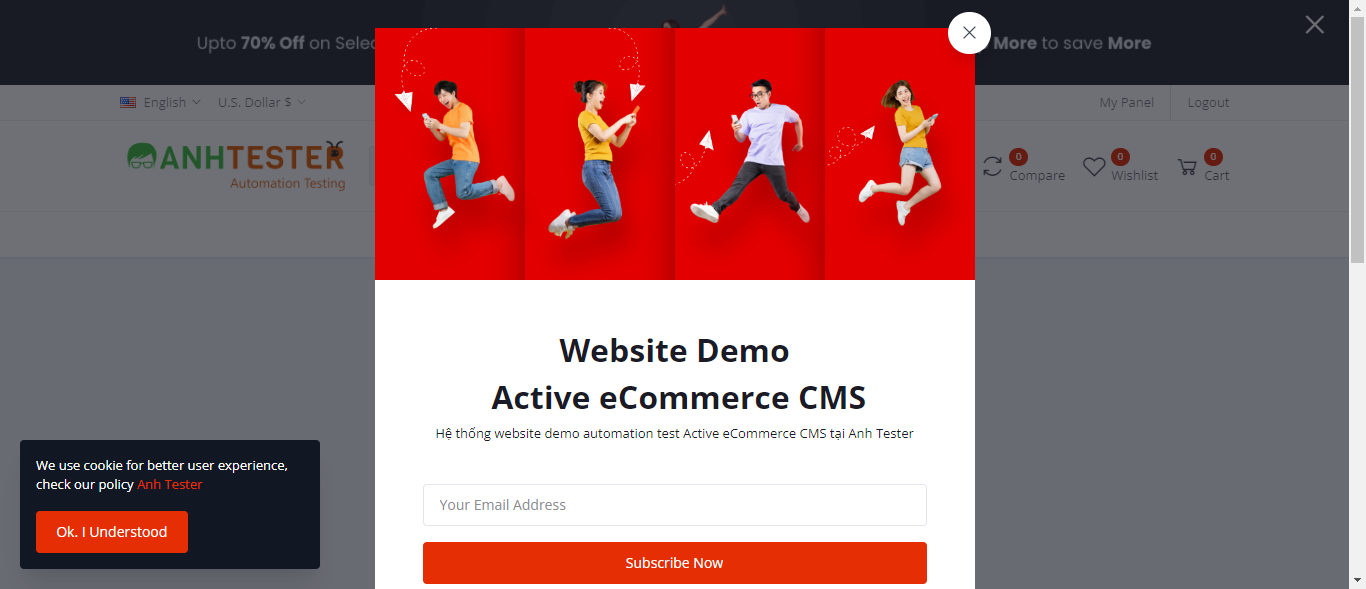 Upto 70% Off on Selec
More to save More
English
U.S. Dollar $
My Panel
Logout
ANHTESTER
Automation Testing
0
Compare
0
Wishlist
0
Cart
Website Demo
Active eCommerce CMS
Hệ thống website demo automation test Active eCommerce CMS tại Anh Tester
We use cookie for better user experience,
check our policy Anh Tester
Ok. I Understood
Your Email Address
Subscribe Now